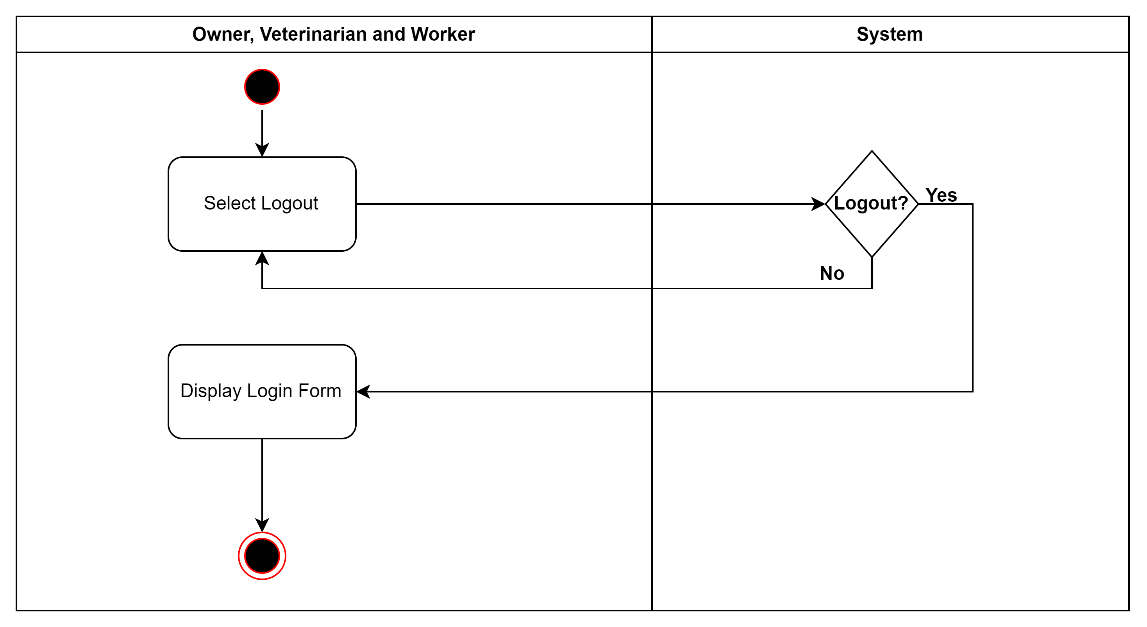 Owner, Veterinarian and Worker
System
Select Logout
Logout?
Yes
No
Display Login Form